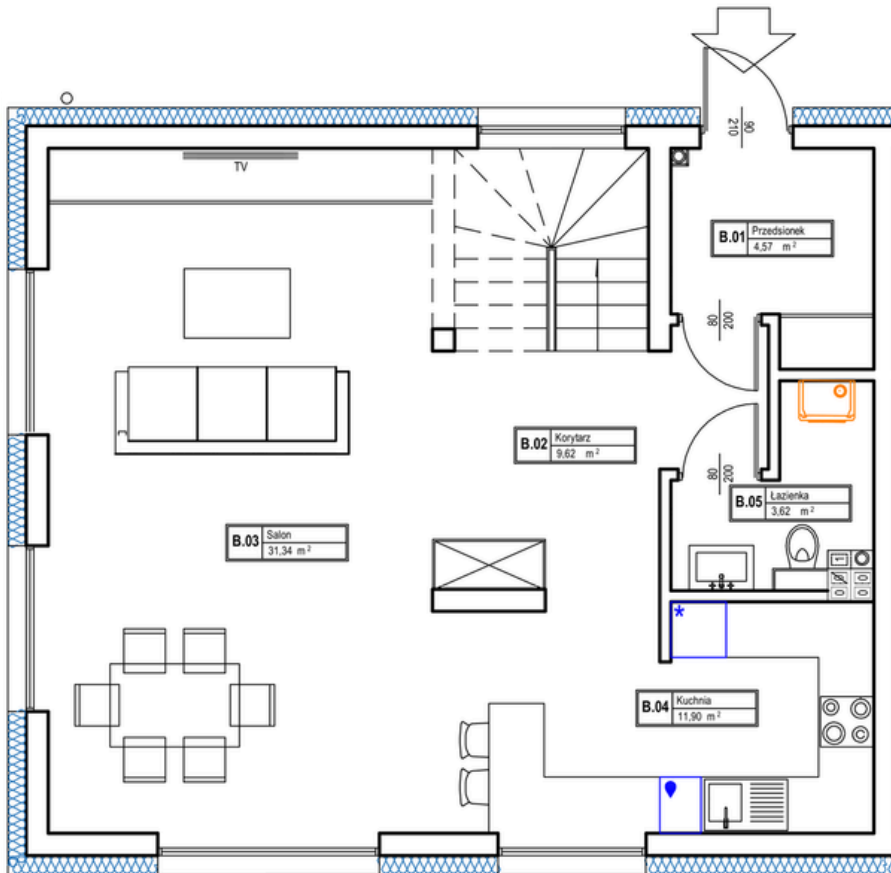 90
210
TV
B.01 Przedsionek
4,57 m²
80
200
B.02 Korytarz
9,62 m²
80
200
B.05 Łazienka
3,62 m²
B.03 Salon
31,34 m²
*
B.04 Kuchnia
11,90 m²